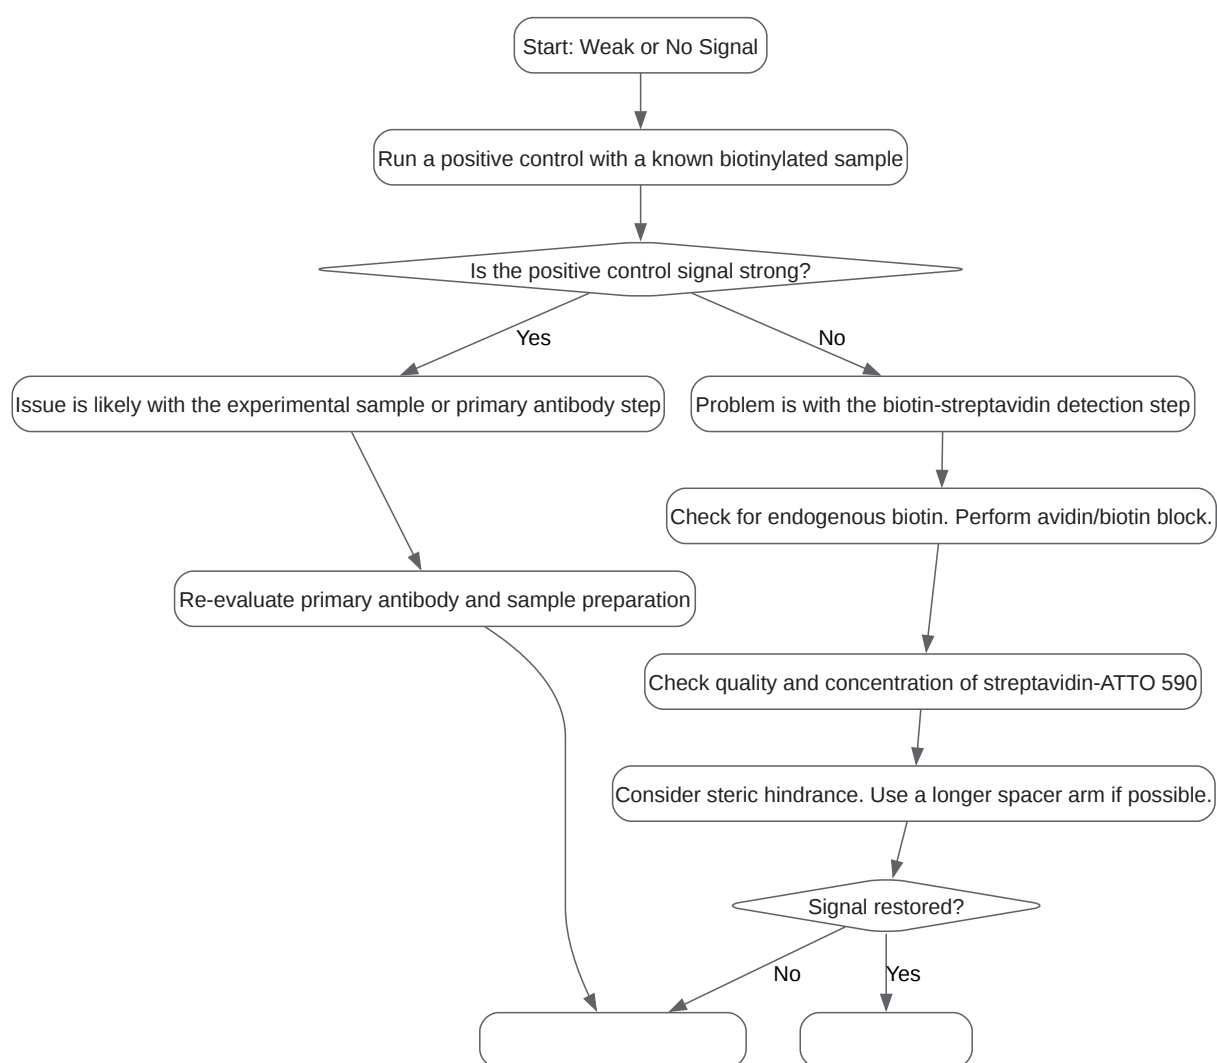 Start: Weak or No Signal
Run a positive control with a known biotinylated sample
Is the positive control signal strong?
Yes
No
Issue is likely with the experimental sample or primary antibody step
Problem is with the biotin-streptavidin detection step
Check for endogenous biotin. Perform avidin/biotin block.
Re-evaluate primary antibody and sample preparation
Check quality and concentration of streptavidin-ATTO 590
Consider steric hindrance. Use a longer spacer arm if possible.
Signal restored?
No
Yes